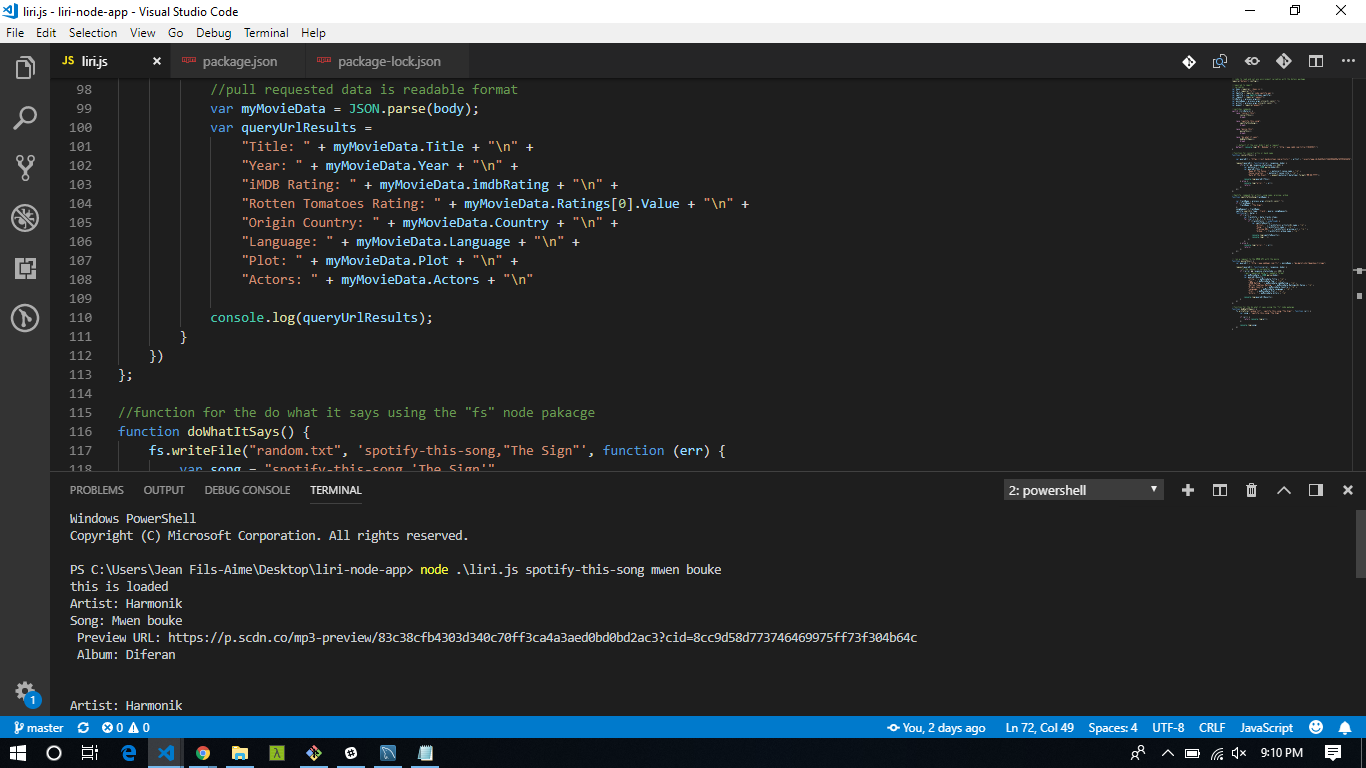 liri.js - liri-node-app - Visual Studio Code
File Edit Selection View Go Debug Terminal Help
JS liri.js × package.json package-lock.json
98 //pull requested data is readable format
99 var myMovieData = JSON.parse(body);
100 var queryUrlResults =
101 "Title: " + myMovieData.Title + "\n" +
102 "Year: " + myMovieData.Year + "\n" +
103 "iMDB Rating: " + myMovieData.imdbRating + "\n" +
104 "Rotten Tomatoes Rating: " + myMovieData.Ratings[0].Value + "\n" +
105 "Origin Country: " + myMovieData.Country + "\n" +
106 "Language: " + myMovieData.Language + "\n" +
107 "Plot: " + myMovieData.Plot + "\n" +
108 "Actors: " + myMovieData.Actors + "\n"
109
110 console.log(queryUrlResults);
111 }
112 })
113 };
114
115 //function for the do what it says using the "fs" node pakacge
116 function doWhatItSays() {
117 fs.writeFile("random.txt", 'spotify-this-song,"The Sign"', function (err) {
118 var song = "spotify-this-song 'The Sign'"
PROBLEMS OUTPUT DEBUG CONSOLE TERMINAL 2: powershell
Windows PowerShell
Copyright (C) Microsoft Corporation. All rights reserved.
PS C:\Users\Jean Fils-Aime\Desktop\liri-node-app> node .\liri.js spotify-this-song mwen bouke
this is loaded
Artist: Harmonik
Song: Mwen bouke
Preview URL: https://p.scdn.co/mp3-preview/83c38cfb4303d340c70ff3ca4a3aed0bd0bd2ac3?cid=8cc9d58d773746469975ff73f304b64c
Album: Diferan
Artist: Harmonik
1
master 0 0 You, 2 days ago Ln 72, Col 49 Spaces: 4 UTF-8 CRLF JavaScript
9:10 PM